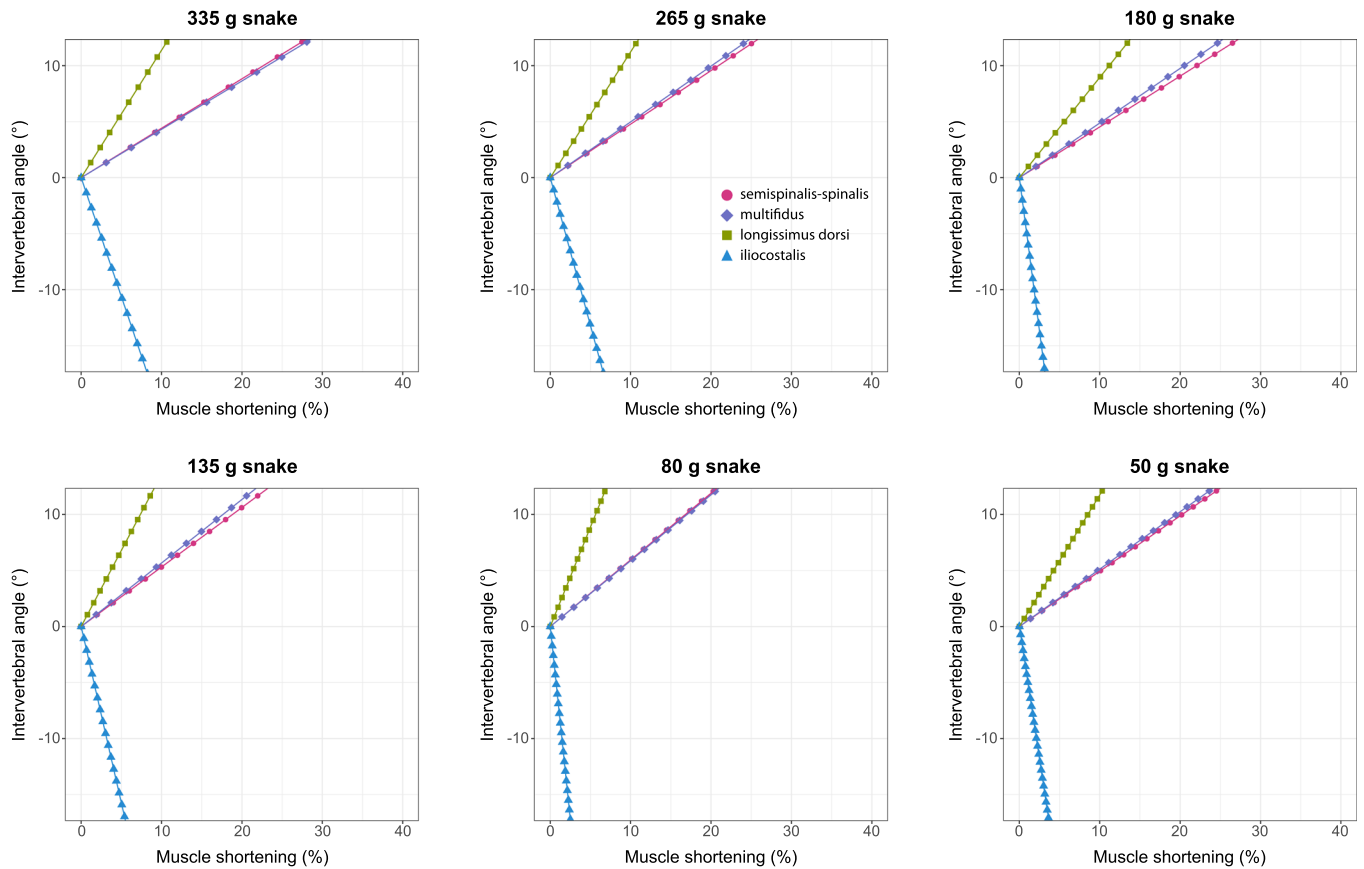 335 g snake
10
0
-10
Intervertebral angle (°)
0 10 20 30 40
Muscle shortening (%)
265 g snake
10
0
-10
Intervertebral angle (°)
semispinalis-spinalis
multifidus
longissimus dorsi
iliocostalis
0 10 20 30 40
Muscle shortening (%)
180 g snake
10
0
-10
Intervertebral angle (°)
0 10 20 30 40
Muscle shortening (%)
135 g snake
10
0
-10
Intervertebral angle (°)
0 10 20 30 40
Muscle shortening (%)
80 g snake
10
0
-10
Intervertebral angle (°)
0 10 20 30 40
Muscle shortening (%)
50 g snake
10
0
-10
Intervertebral angle (°)
0 10 20 30 40
Muscle shortening (%)